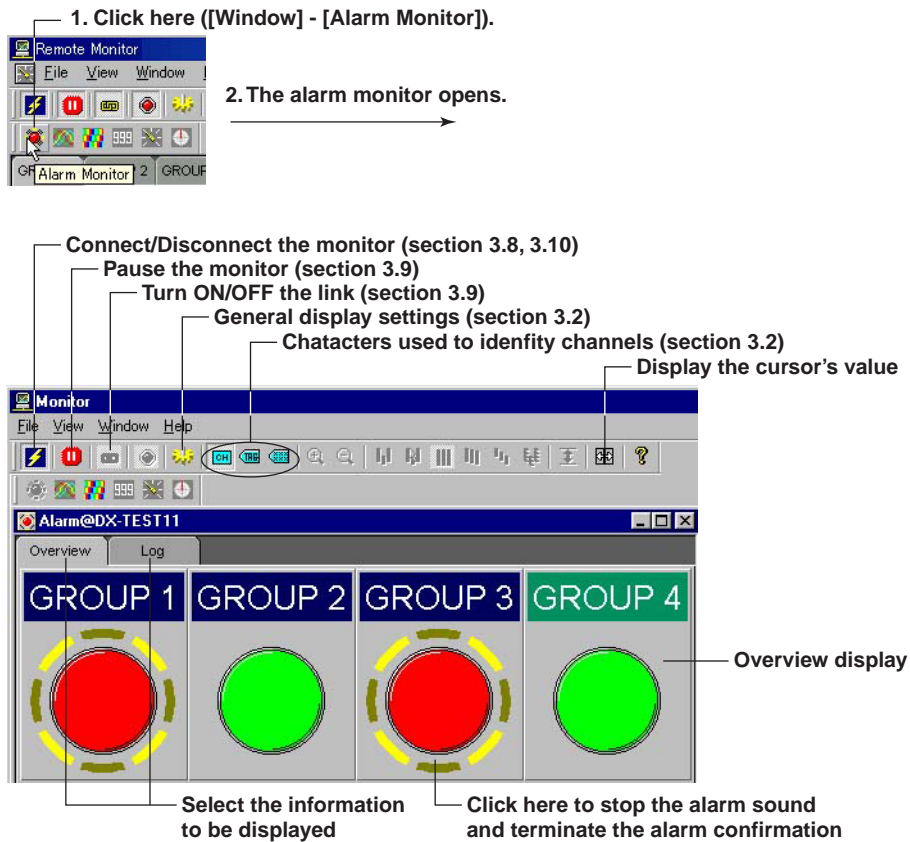 1. Click here ([Window] - [Alarm Monitor]).
Remote Monitor
File View Window
2. The alarm monitor opens.
Alarm Monitor 2 GROUP
Connect/Disconnect the monitor (section 3.8, 3.10)
Pause the monitor (section 3.9)
Turn ON/OFF the link (section 3.9)
General display settings (section 3.2)
Chatacters used to idenfity channels (section 3.2)
Display the cursor's value
Monitor
File View Window Help
CH TAG
999
Alarm@DX-TEST11
Overview Log
GROUP 1 GROUP 2 GROUP 3 GROUP 4
Overview display
Select the information
to be displayed
Click here to stop the alarm sound
and terminate the alarm confirmation